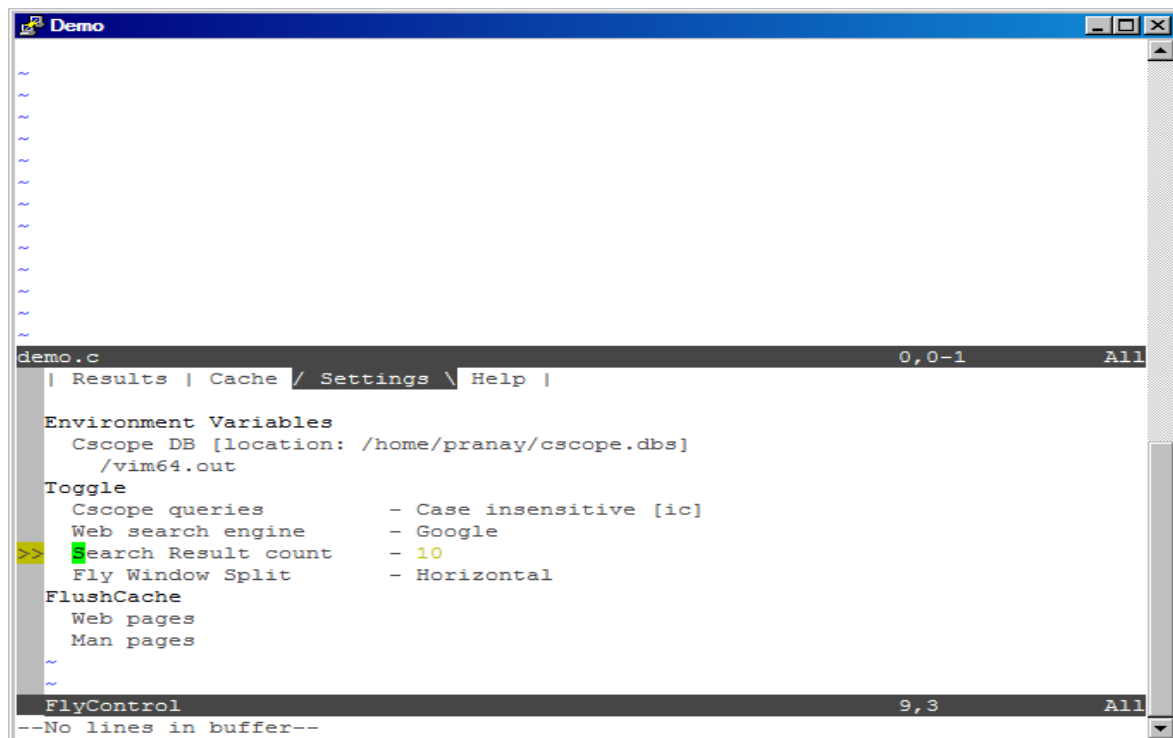 Demo
~
~
~
~
~
~
~
~
~
~
~
~
~
demo.c 0,0-1 All
| Results | Cache / Settings \ Help |
Environment Variables
Cscope DB [location: /home/pranay/cscope.dbs]
/vim64.out
Toggle
Cscope queries - Case insensitive [ic]
Web search engine - Google
>> Search Result count - 10
Fly Window Split - Horizontal
FlushCache
Web pages
Man pages
~
~
FlyControl 9,3 All
--No lines in buffer--